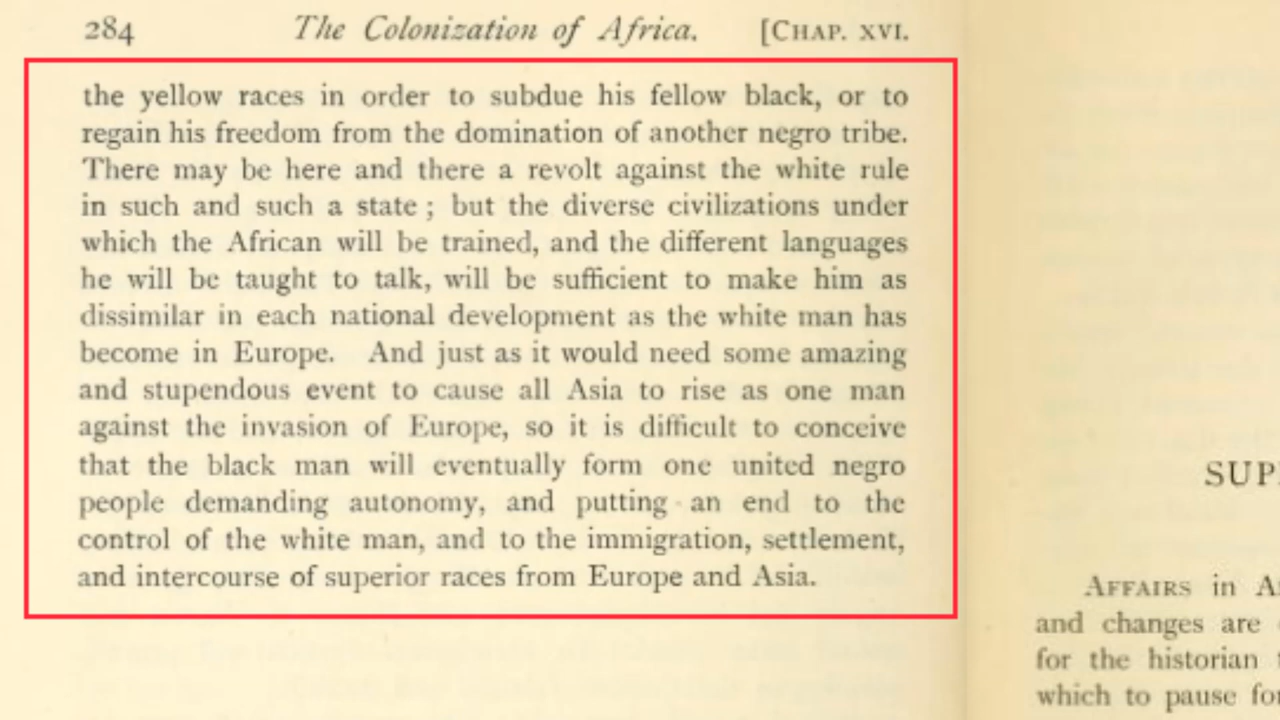 284 The Colonization of Africa. [CHAP. XVI.
the yellow races in order to subdue his fellow black, or to
regain his freedom from the domination of another negro tribe.
There may be here and there a revolt against the white rule
in such and such a state ; but the diverse civilizations under
which the African will be trained, and the different languages
he will be taught to talk, will be sufficient to make him as
dissimilar in each national development as the white man has
become in Europe. And just as it would need some amazing
and stupendous event to cause all Asia to rise as one man
against the invasion of Europe, so it is difficult to conceive
that the black man will eventually form one united negro
people demanding autonomy, and putting an end to the
control of the white man, and to the immigration, settlement,
and intercourse of superior races from Europe and Asia.
SUP
AFFAIRS in A
and changes are
for the historian
which to pause for